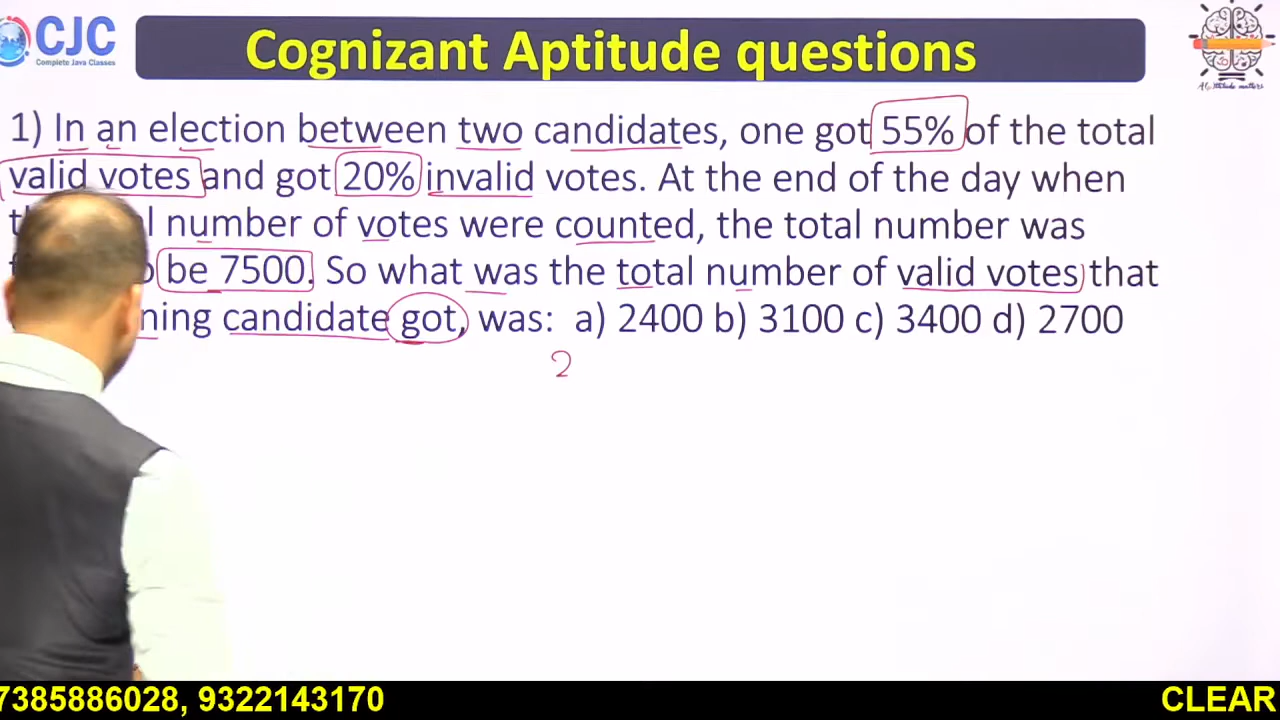 CJC
Complete Java Classes
Cognizant Aptitude questions
1) In an election between two candidates, one got 55% of the total
valid votes and got 20% invalid votes. At the end of the day when
number of votes were counted, the total number was
be 7500. So what was the total number of valid votes that
candidate got, was: a) 2400 b) 3100 c) 3400 d) 2700
2
7385886028, 9322143170
CLEAR